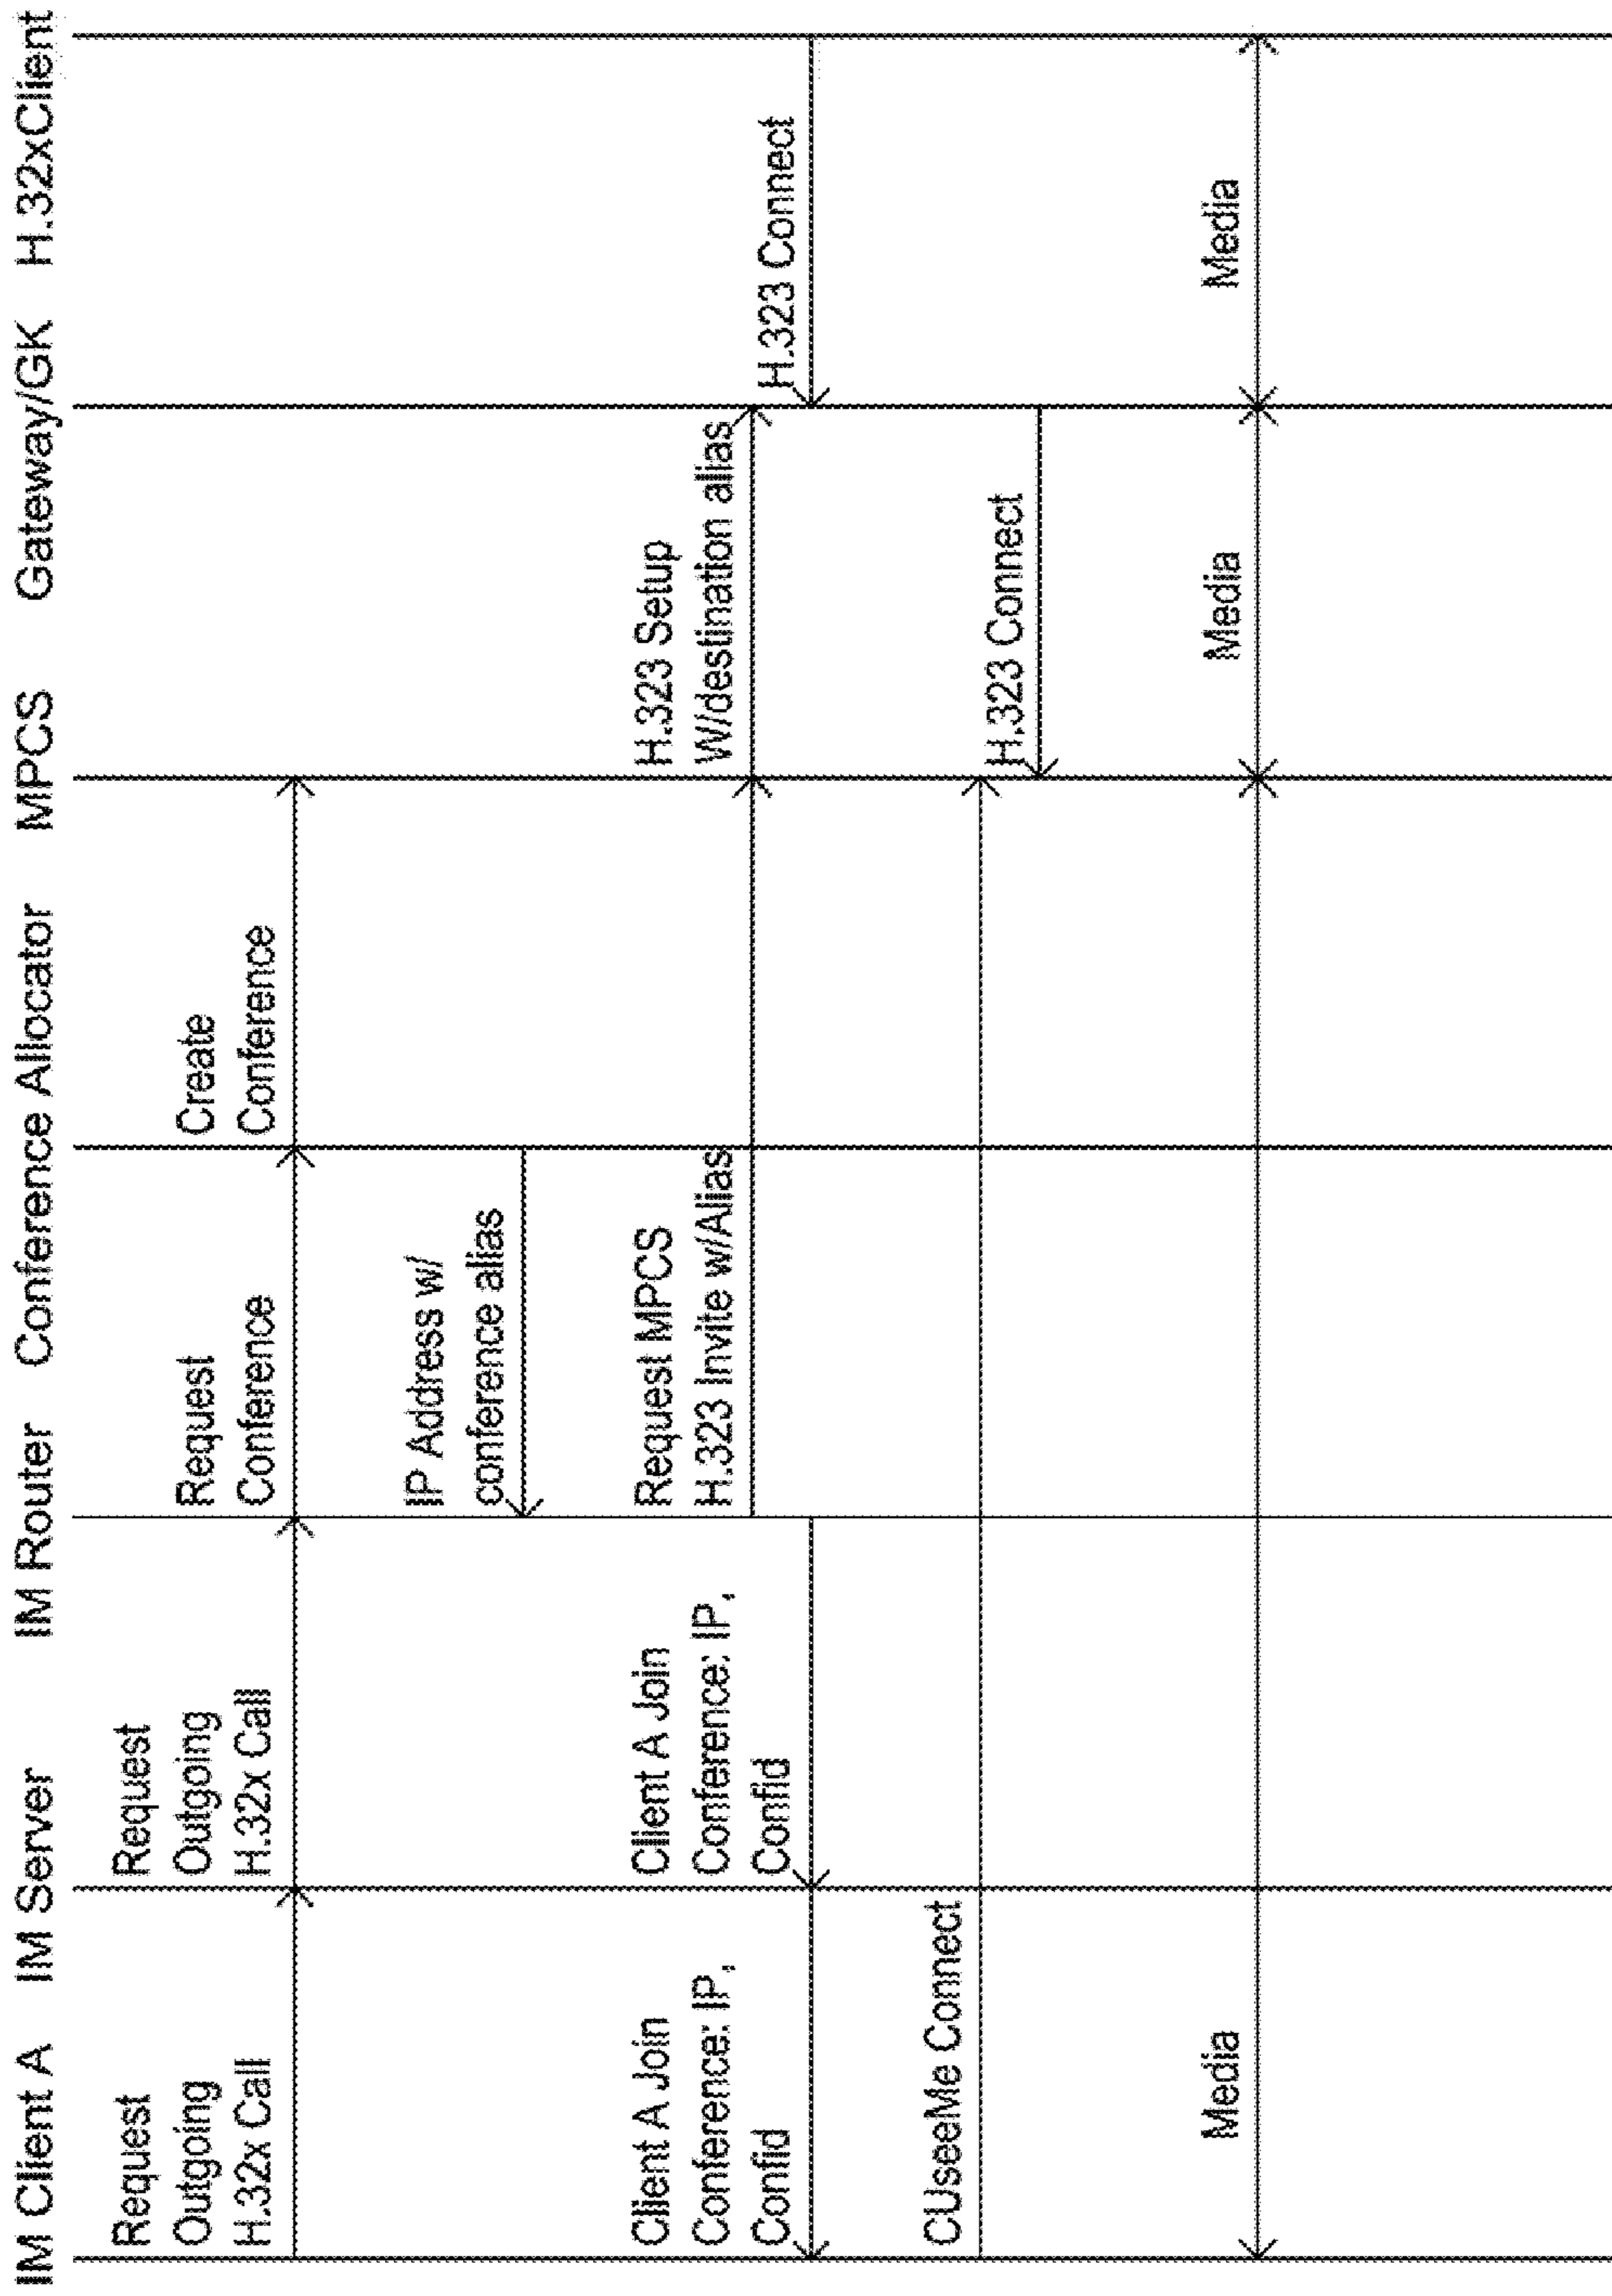 IM Client A IM Server IM Router Conference Allocator MPCS Gateway/GK H.32xClient
Request
Outgoing
H.32x Call
Request
Outgoing
H.32x Call
Request
Conference
Create
Conference
IP Address w/
conference alias
Client A Join
Conference: IP,
Confid
Client A Join
Conference: IP,
Confid
Request MPCS
H.323 Invite w/Alias
H.323 Setup
W/destination alias
H.323 Connect
CUseeMe Connect
H.323 Connect
Media
Media
Media